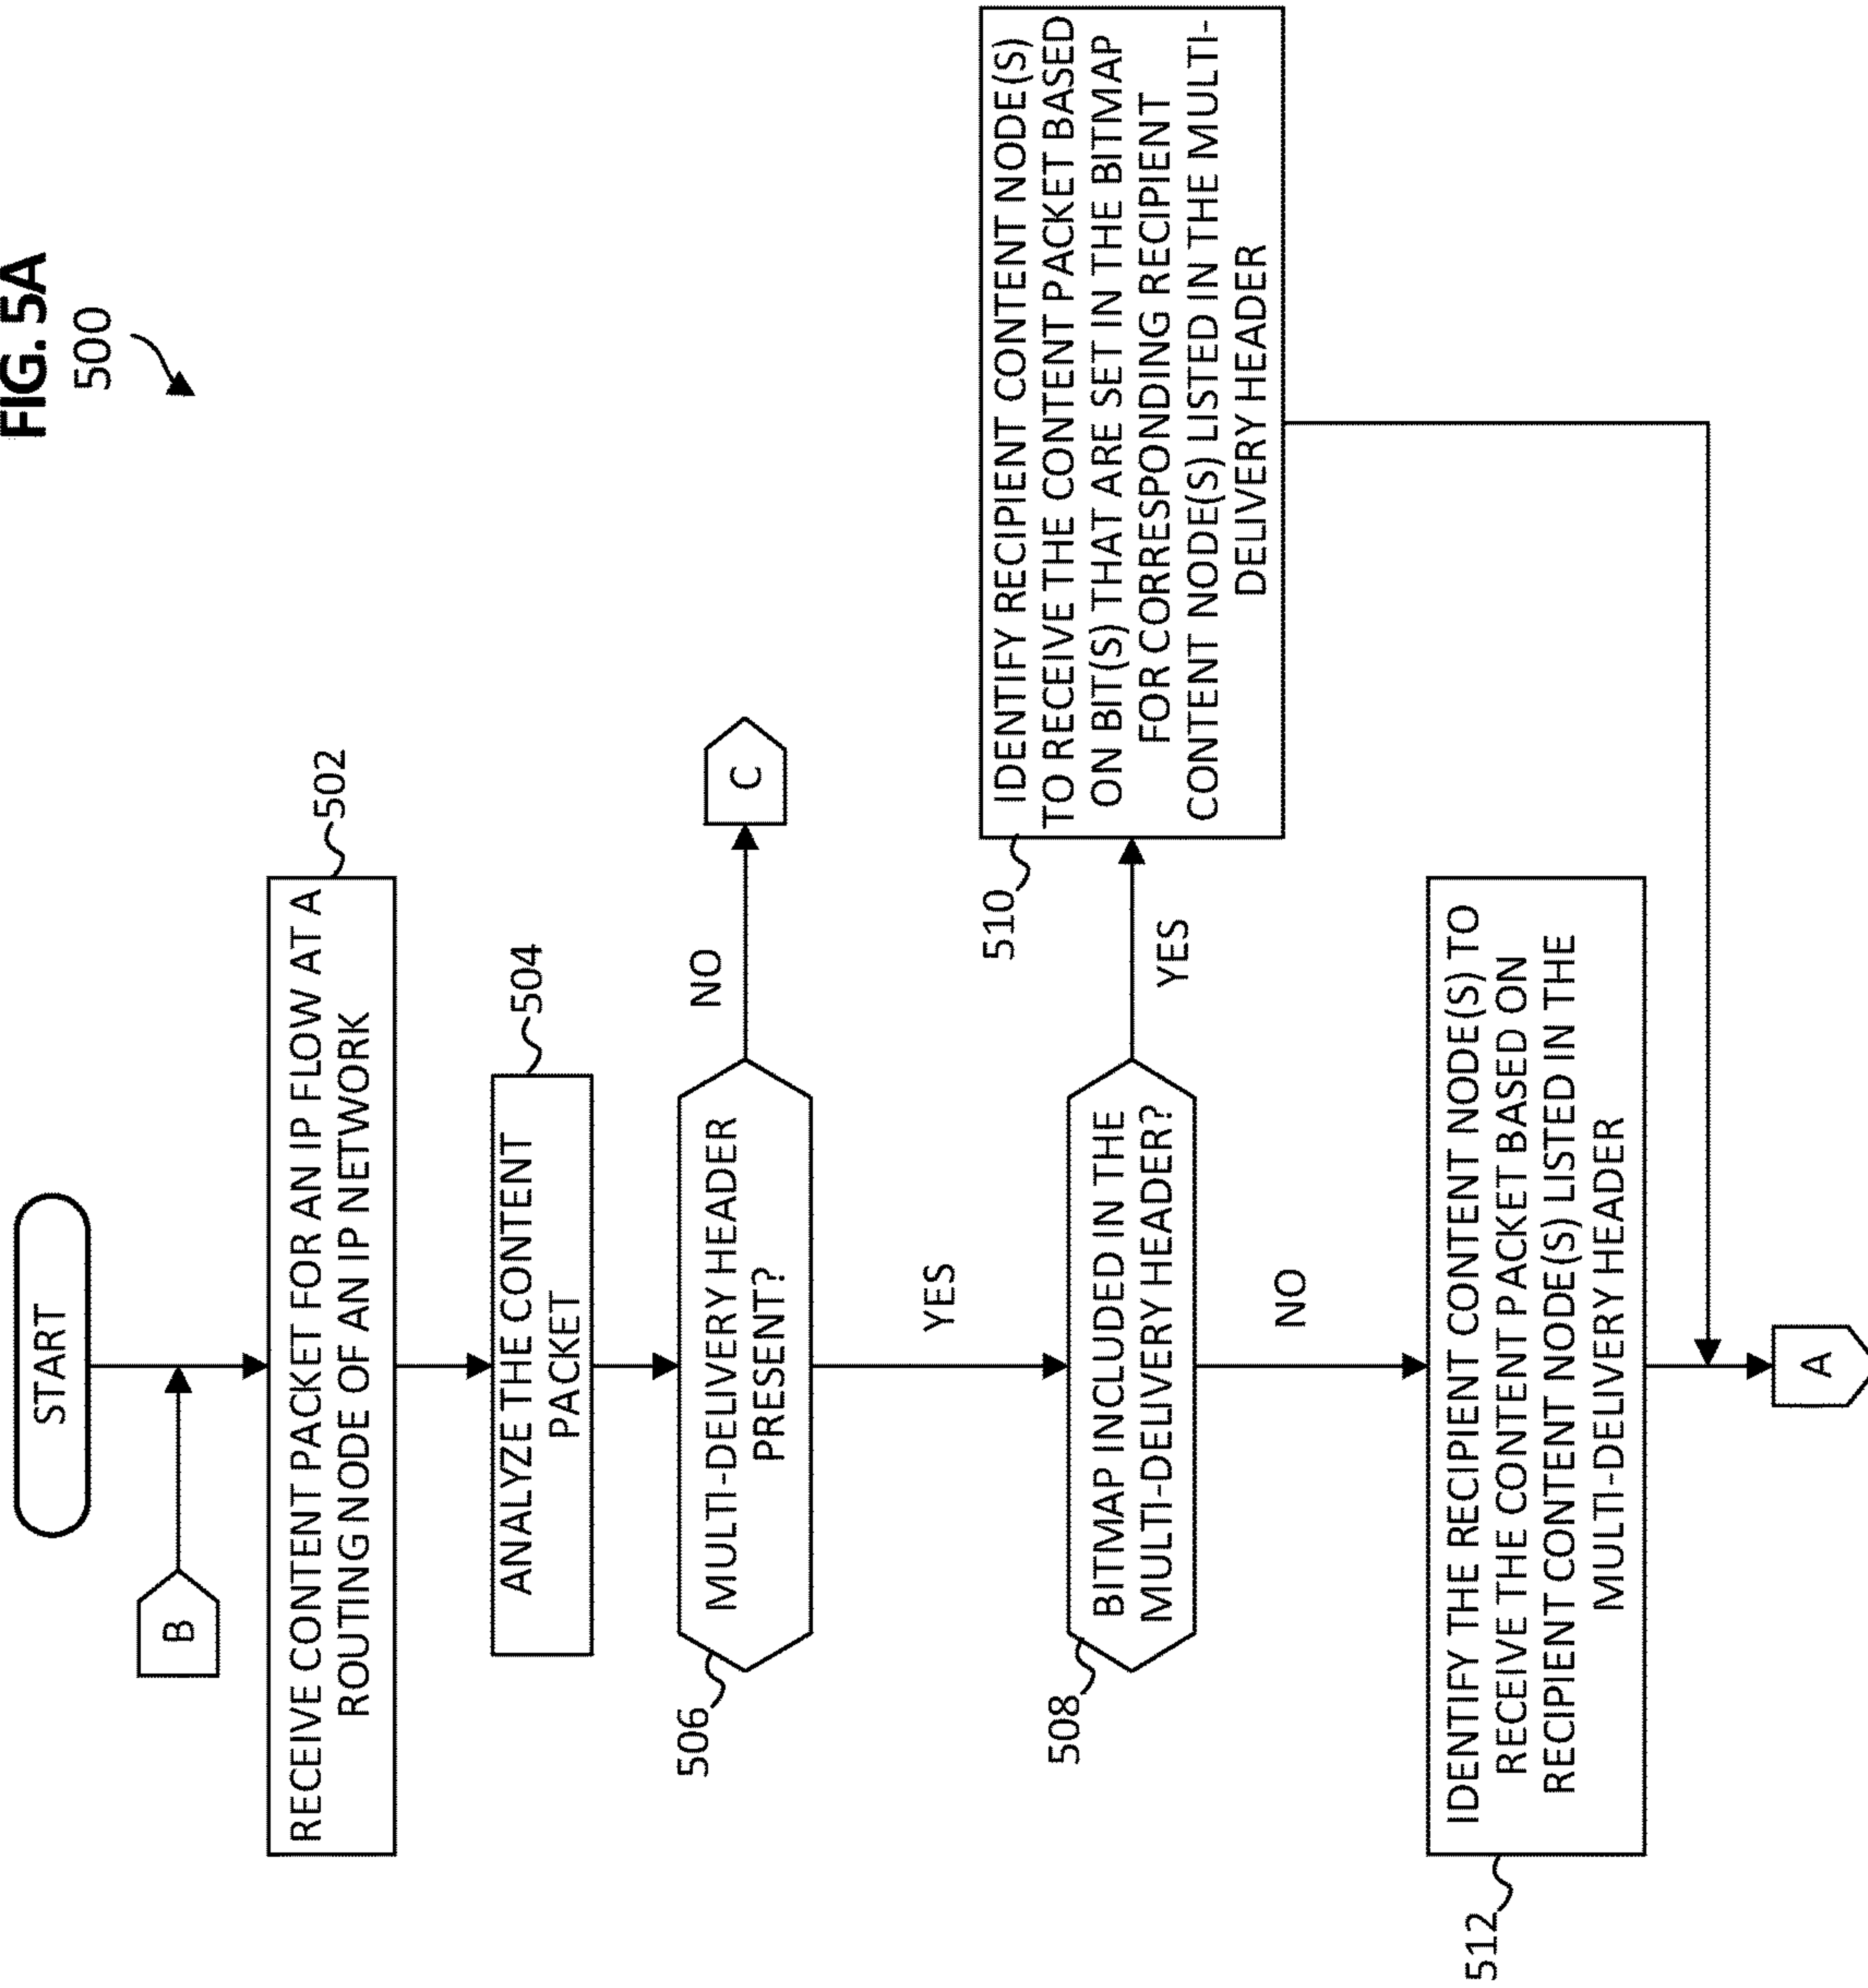 FIG. 5A
500
START
B
RECEIVE CONTENT PACKET FOR AN IP FLOW AT A
ROUTING NODE OF AN IP NETWORK
502
ANALYZE THE CONTENT
PACKET
504
MULTI-DELIVERY HEADER
PRESENT?
506
NO
C
YES
BITMAP INCLUDED IN THE
MULTI-DELIVERY HEADER?
508
YES
510
IDENTIFY RECIPIENT CONTENT NODE(S)
TO RECEIVE THE CONTENT PACKET BASED
ON BIT(S) THAT ARE SET IN THE BITMAP
FOR CORRESPONDING RECIPIENT
CONTENT NODE(S) LISTED IN THE MULTI-
DELIVERY HEADER
NO
IDENTIFY THE RECIPIENT CONTENT NODE(S) TO
RECEIVE THE CONTENT PACKET BASED ON
RECIPIENT CONTENT NODE(S) LISTED IN THE
MULTI-DELIVERY HEADER
512
A